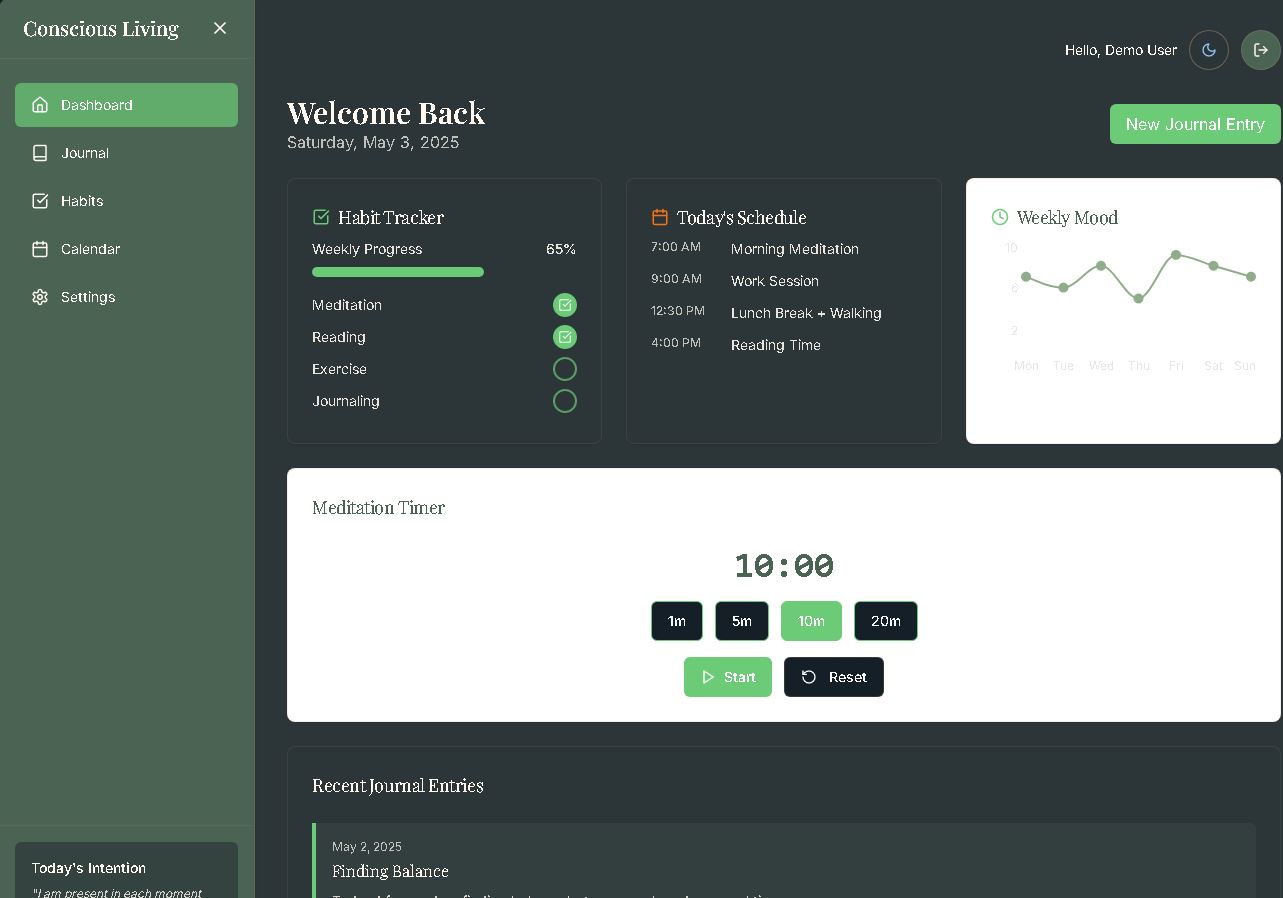 Conscious Living
Dashboard
Journal
Habits
Calendar
Settings
Today's Intention
"I am present in each moment
Hello, Demo User
Welcome Back
Saturday, May 3, 2025
New Journal Entry
Habit Tracker
Weekly Progress 65%
Meditation
Reading
Exercise
Journaling
Today's Schedule
7:00 AM Morning Meditation
9:00 AM Work Session
12:30 PM Lunch Break + Walking
4:00 PM Reading Time
Weekly Mood
10
6
2
Mon Tue Wed Thu Fri Sat Sun
Meditation Timer
10:00
1m 5m 10m 20m
Start Reset
Recent Journal Entries
May 2, 2025
Finding Balance